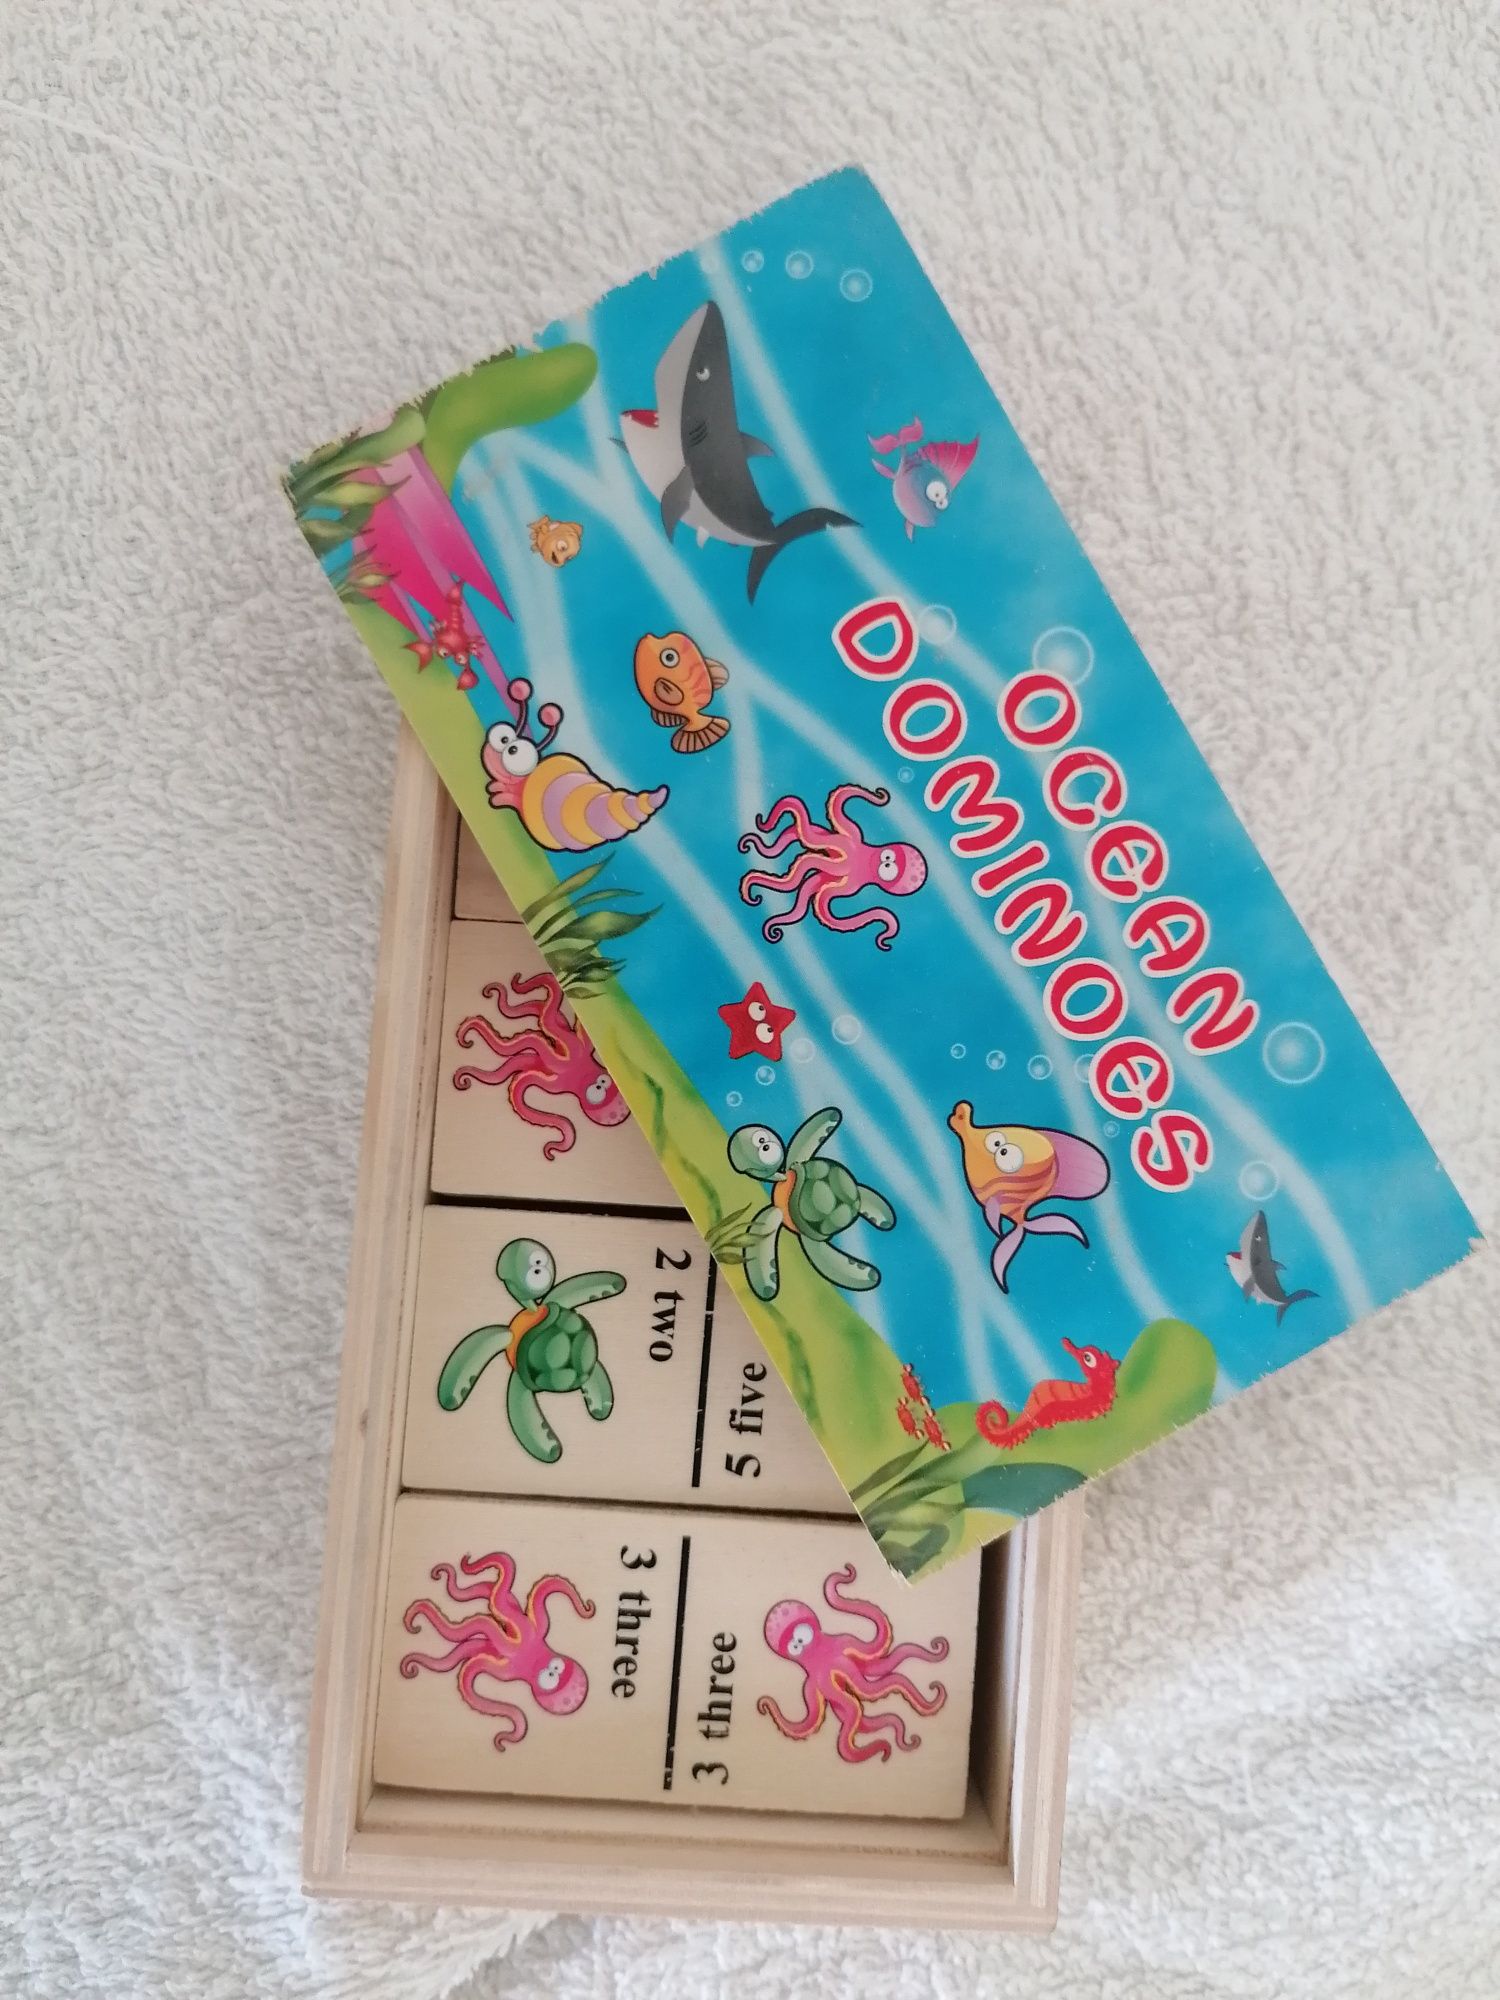 OCEAN
DOMINOES
2 two
5 five
3 three
3 three